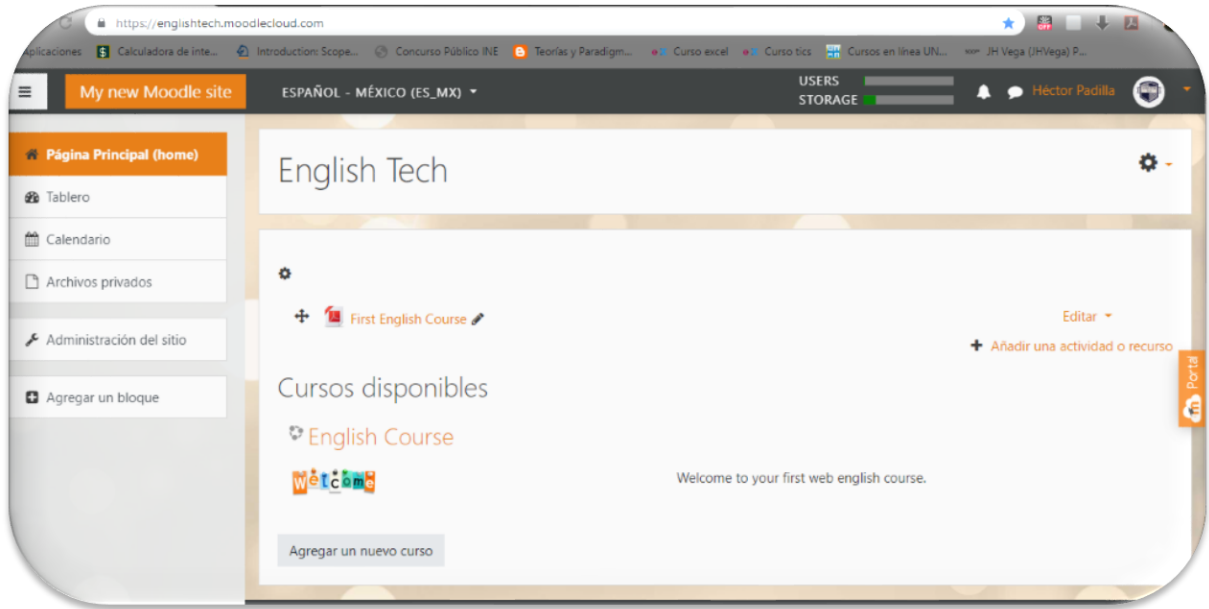 https://englishtech.moodlecloud.com
OFF
Aplicaciones $ Calculadora de inte... Introduction: Scope... Concurso Público INE Teorías y Paradigm... Curso excel Curso tics Cursos en línea UN... JH Vega (JHVega) P...
My new Moodle site ESPAÑOL - MÉXICO (ES_MX) USERS
STORAGE
Héctor Padilla
Página Principal (home)
Tablero
Calendario
Archivos privados
Administración del sitio
Agregar un bloque
English Tech
First English Course
Editar
Añadir una actividad o recurso
Portal
Cursos disponibles
English Course
Welcome
Welcome to your first web english course.
Agregar un nuevo curso